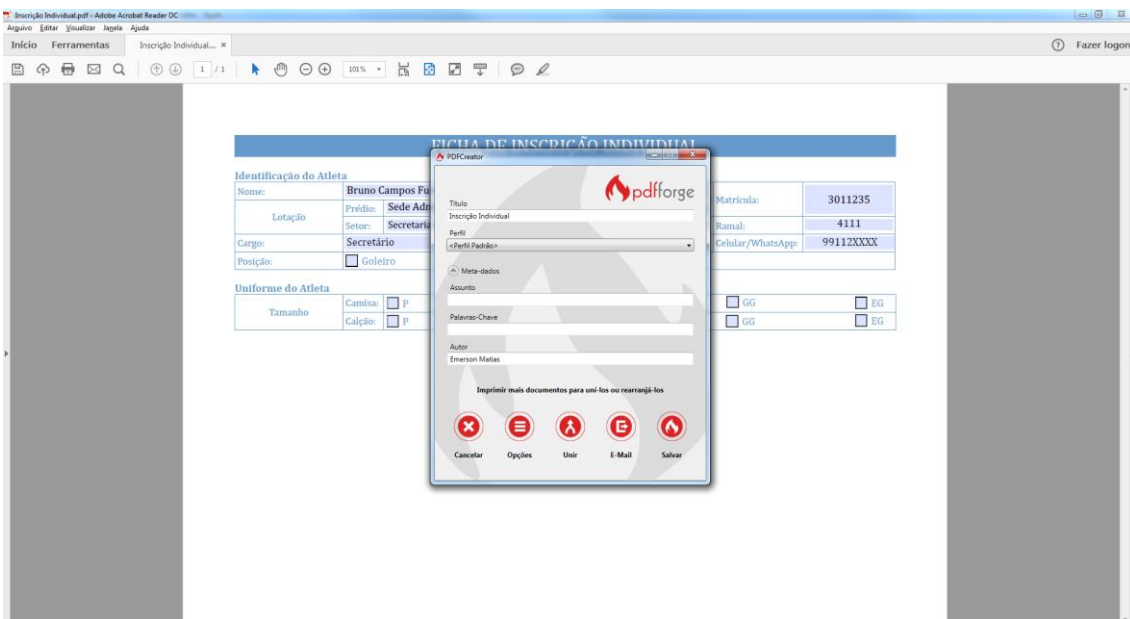 Inscrição Individual.pdf - Adobe Acrobat Reader DC
Arquivo Editar Visualizar Janela Ajuda
Início Ferramentas Inscrição Individual... × Fazer logon
1 / 1 101%
FICHA DE INSCRIÇÃO INDIVIDUAL
Identificação do Atleta
Nome: Bruno Campos Matrícula: 3011235
Lotação Prédio: Sede
Setor: Secretaria Ramal: 4111
Cargo: Secretário Celular/WhatsApp: 99112XXXX
Posição: Goleiro
Uniforme do Atleta
Tamanho Camisa: P GG EG
Calção: P GG EG
PDFCreator
pdfforge
Título
Inscrição Individual
Perfil
<Perfil Padrão>
Meta-dados
Assunto
Palavras-Chave
Autor
Emerson Matias
Imprimir mais documentos para uní-los ou rearranjá-los
Cancelar Opções Unir E-Mail Salvar